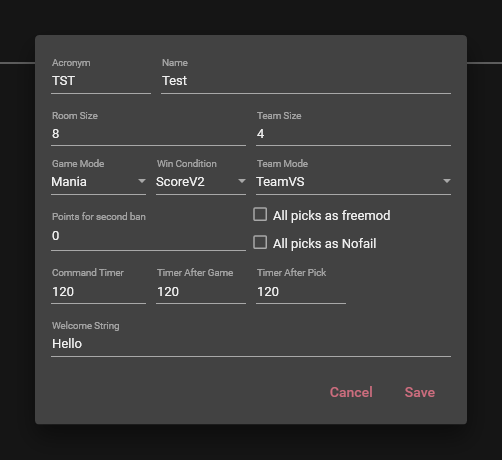 Acronym Name
TST Test
Room Size Team Size
8 4
Game Mode Win Condition Team Mode
Mania ScoreV2 TeamVS
Points for second ban
0
All picks as freemod
All picks as Nofail
Command Timer Timer After Game Timer After Pick
120 120 120
Welcome String
Hello
Cancel Save